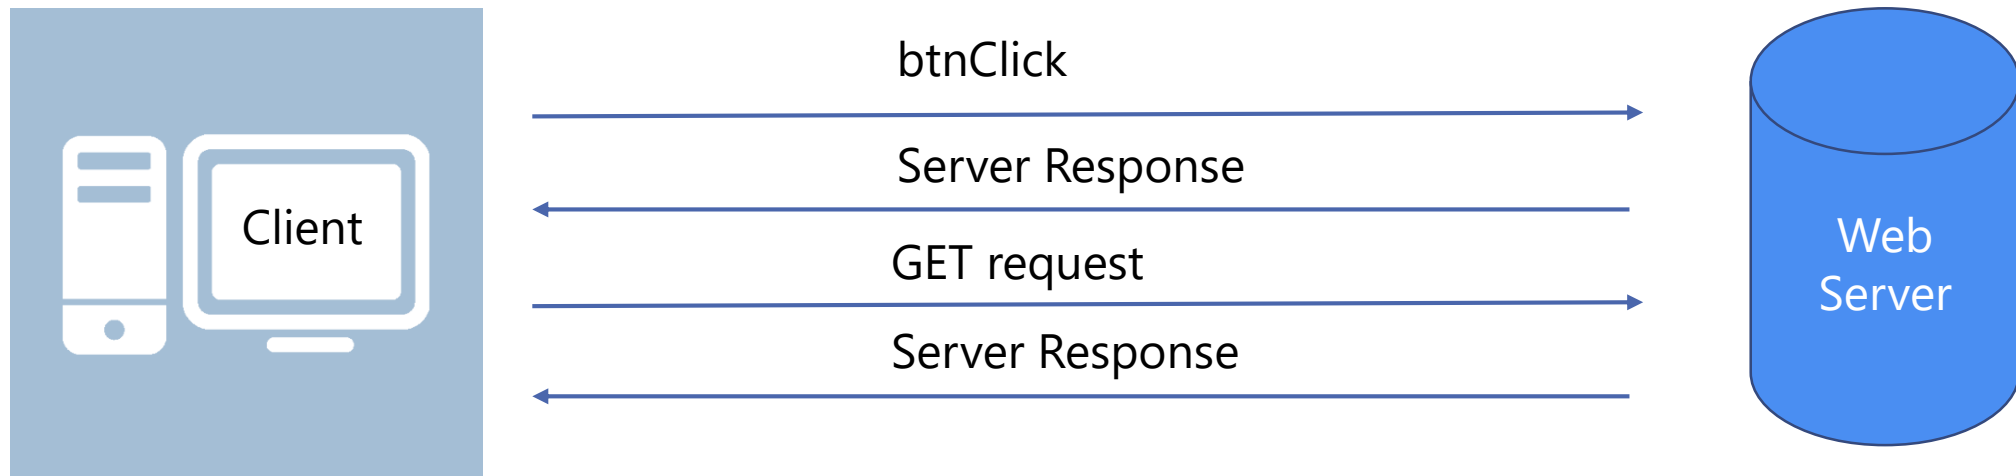 btnClick
Server Response
Client
GET request
Server Response
Web
Server